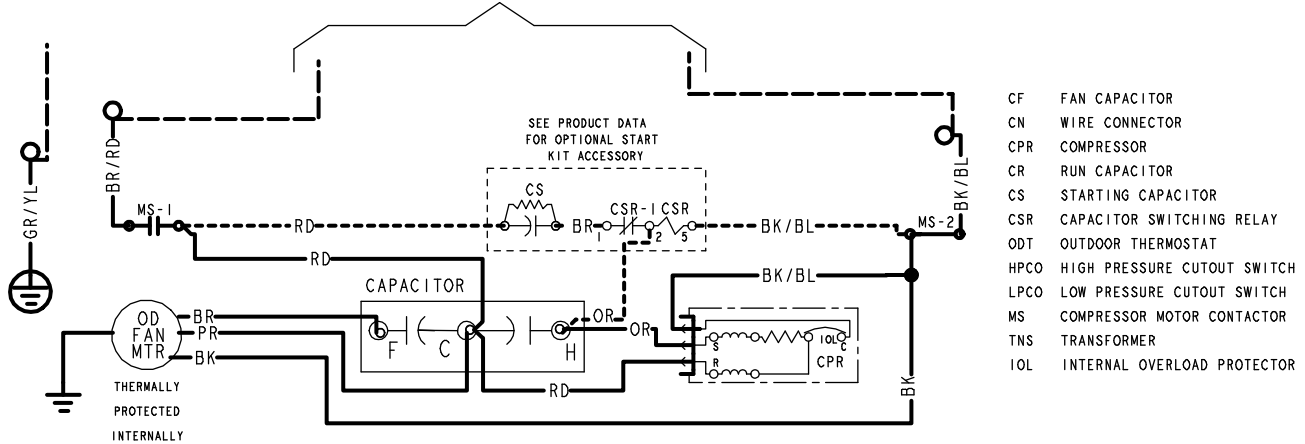 SEE PRODUCT DATA
FOR OPTIONAL START
KIT ACCESSORY
GR/YL
BR/RD
MS-1
RD
CS
BR
CSR-1 CSR
1 2 5
BK/BL
MS-2
BK/BL
RD
CAPACITOR
BK/BL
OD
FAN
MTR
BR
PR
BK
F
C
H
OR
OR
S
R
IOL
C
CPR
RD
BK
THERMALLY
PROTECTED
INTERNALLY
CF FAN CAPACITOR
CN WIRE CONNECTOR
CPR COMPRESSOR
CR RUN CAPACITOR
CS STARTING CAPACITOR
CSR CAPACITOR SWITCHING RELAY
ODT OUTDOOR THERMOSTAT
HPCO HIGH PRESSURE CUTOUT SWITCH
LPCO LOW PRESSURE CUTOUT SWITCH
MS COMPRESSOR MOTOR CONTACTOR
TNS TRANSFORMER
IOL INTERNAL OVERLOAD PROTECTOR